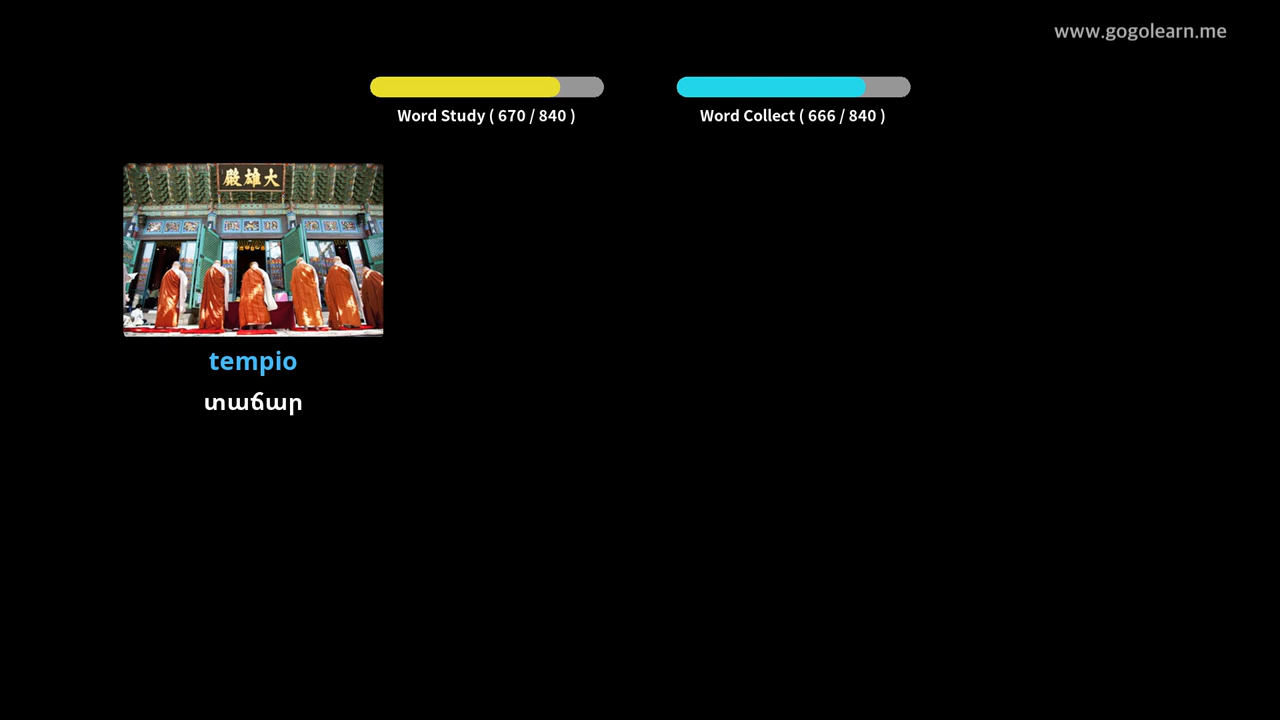 www.gogolearn.me
Word Study ( 670 / 840 )
Word Collect ( 666 / 840 )
殿雄大
tempio
տաճար